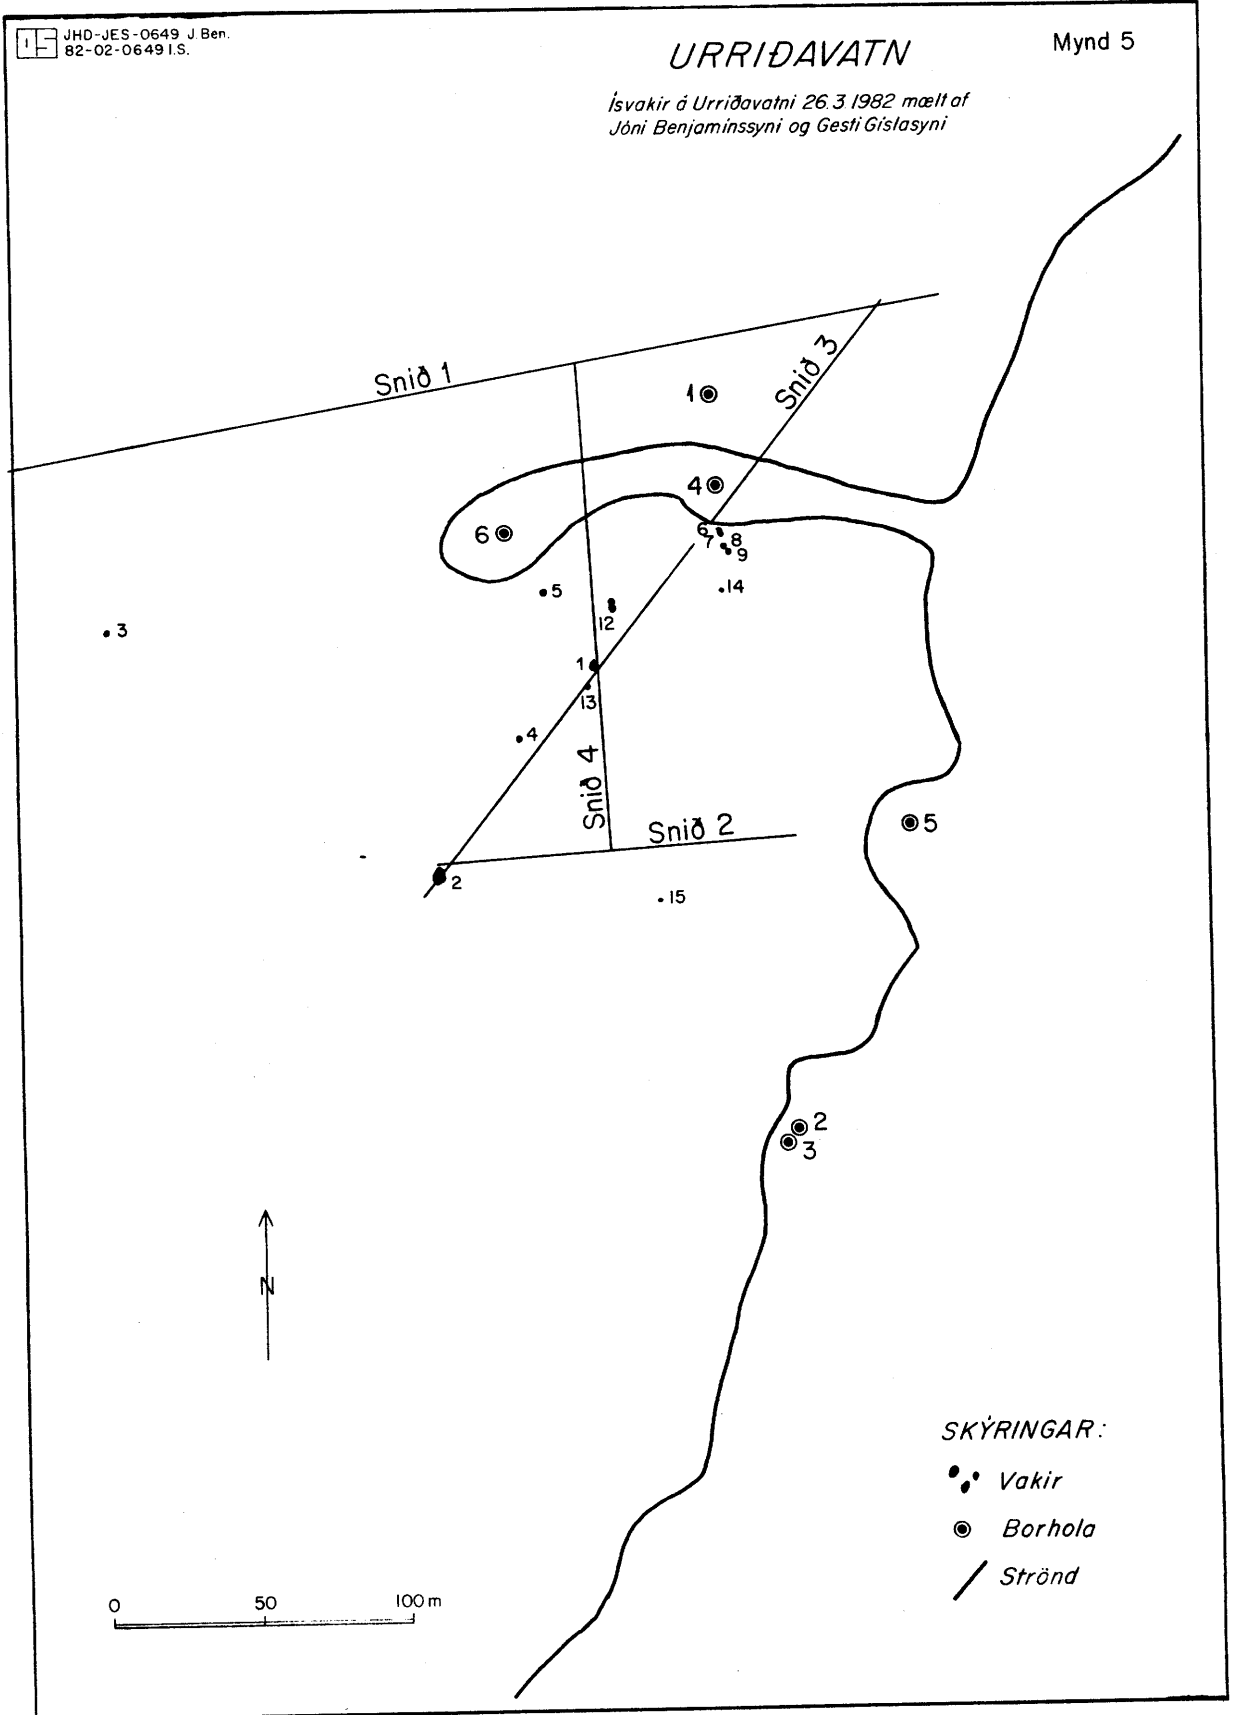 JHD-JES-0649 J.Ben.
82-02-0649 I.S.
URRIÐAVATN
Mynd 5
Ísvakir á Urriðavatni 26.3.1982 mælt af
Jóni Benjamínssyni og Gesti Gíslasyni
Snið 1
Snið 3
1
4
6
6
7
8
9
5
14
3
12
1
13
4
Snið 4
Snið 2
5
2
15
2
3
N
SKÝRINGAR:
Vakir
Borhola
Strönd
0 50 100 m